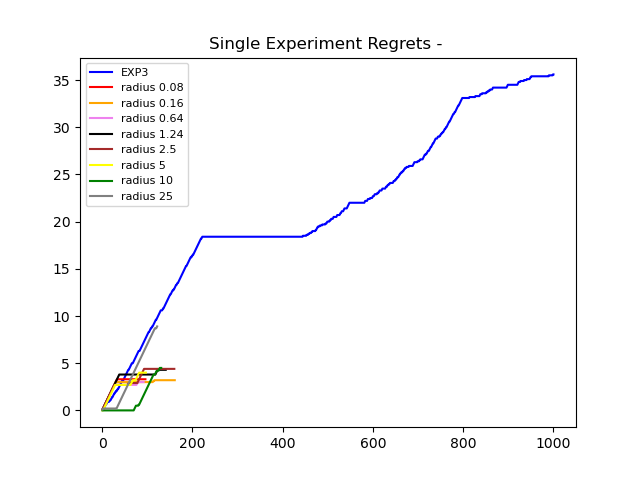 Single Experiment Regrets -
EXP3
radius 0.08
radius 0.16
radius 0.64
radius 1.24
radius 2.5
radius 5
radius 10
radius 25
35
30
25
20
15
10
5
0
0 200 400 600 800 1000